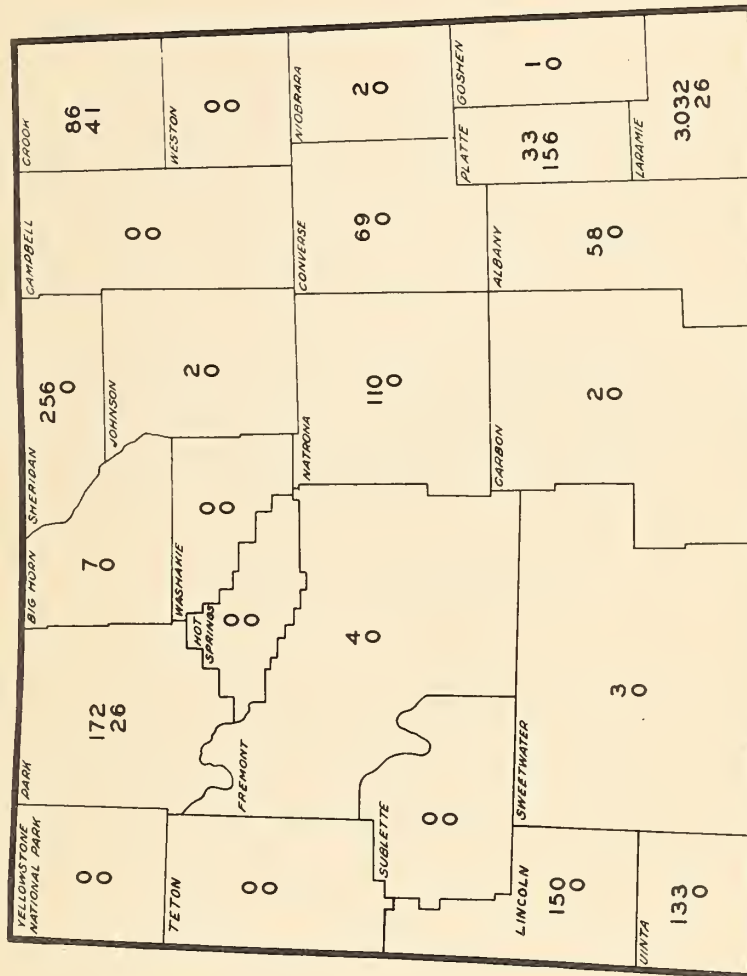 YELLOWSTONE
NATIONAL PARK
0
0
PARK
172
26
BIG HORN
7
0
SHERIDAN
256
0
CAMPBELL
0
0
CROOK
86
41
JOHNSON
2
0
WESTON
0
0
TETON
0
0
HOT
SPRINGS
0
0
WASHAKIE
0
0
FREMONT
4
0
NATRONA
110
0
CONVERSE
69
0
NIOBRARA
2
0
SUBLETTE
0
0
PLATTE
33
156
GOSHEN
1
0
LINCOLN
150
0
SWEETWATER
3
0
CARBON
2
0
ALBANY
58
0
LARAMIE
3.032
26
UINTA
133
0